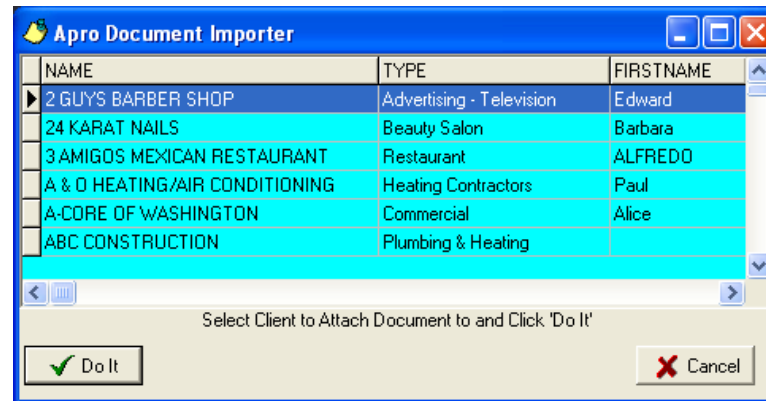 Apro Document Importer
NAME TYPE FIRSTNAME
2 GUYS BARBER SHOP Advertising - Television Edward
24 KARAT NAILS Beauty Salon Barbara
3 AMIGOS MEXICAN RESTAURANT Restaurant ALFREDO
A & O HEATING/AIR CONDITIONING Heating Contractors Paul
A-CORE OF WASHINGTON Commercial Alice
ABC CONSTRUCTION Plumbing & Heating
Select Client to Attach Document to and Click 'Do It'
Do It Cancel